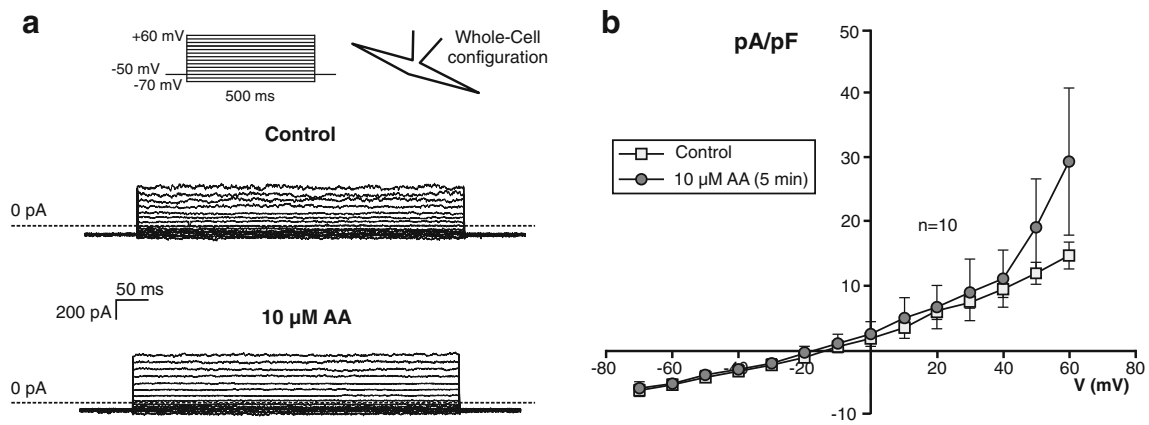 a
+60 mV
-50 mV
-70 mV
500 ms
Whole-Cell
configuration
Control
0 pA
50 ms
200 pA
10 µM AA
0 pA
b
pA/pF
50
40
30
20
10
-10
Control
10 µM AA (5 min)
n=10
-80
-60
-40
-20
20
40
60
80
V (mV)